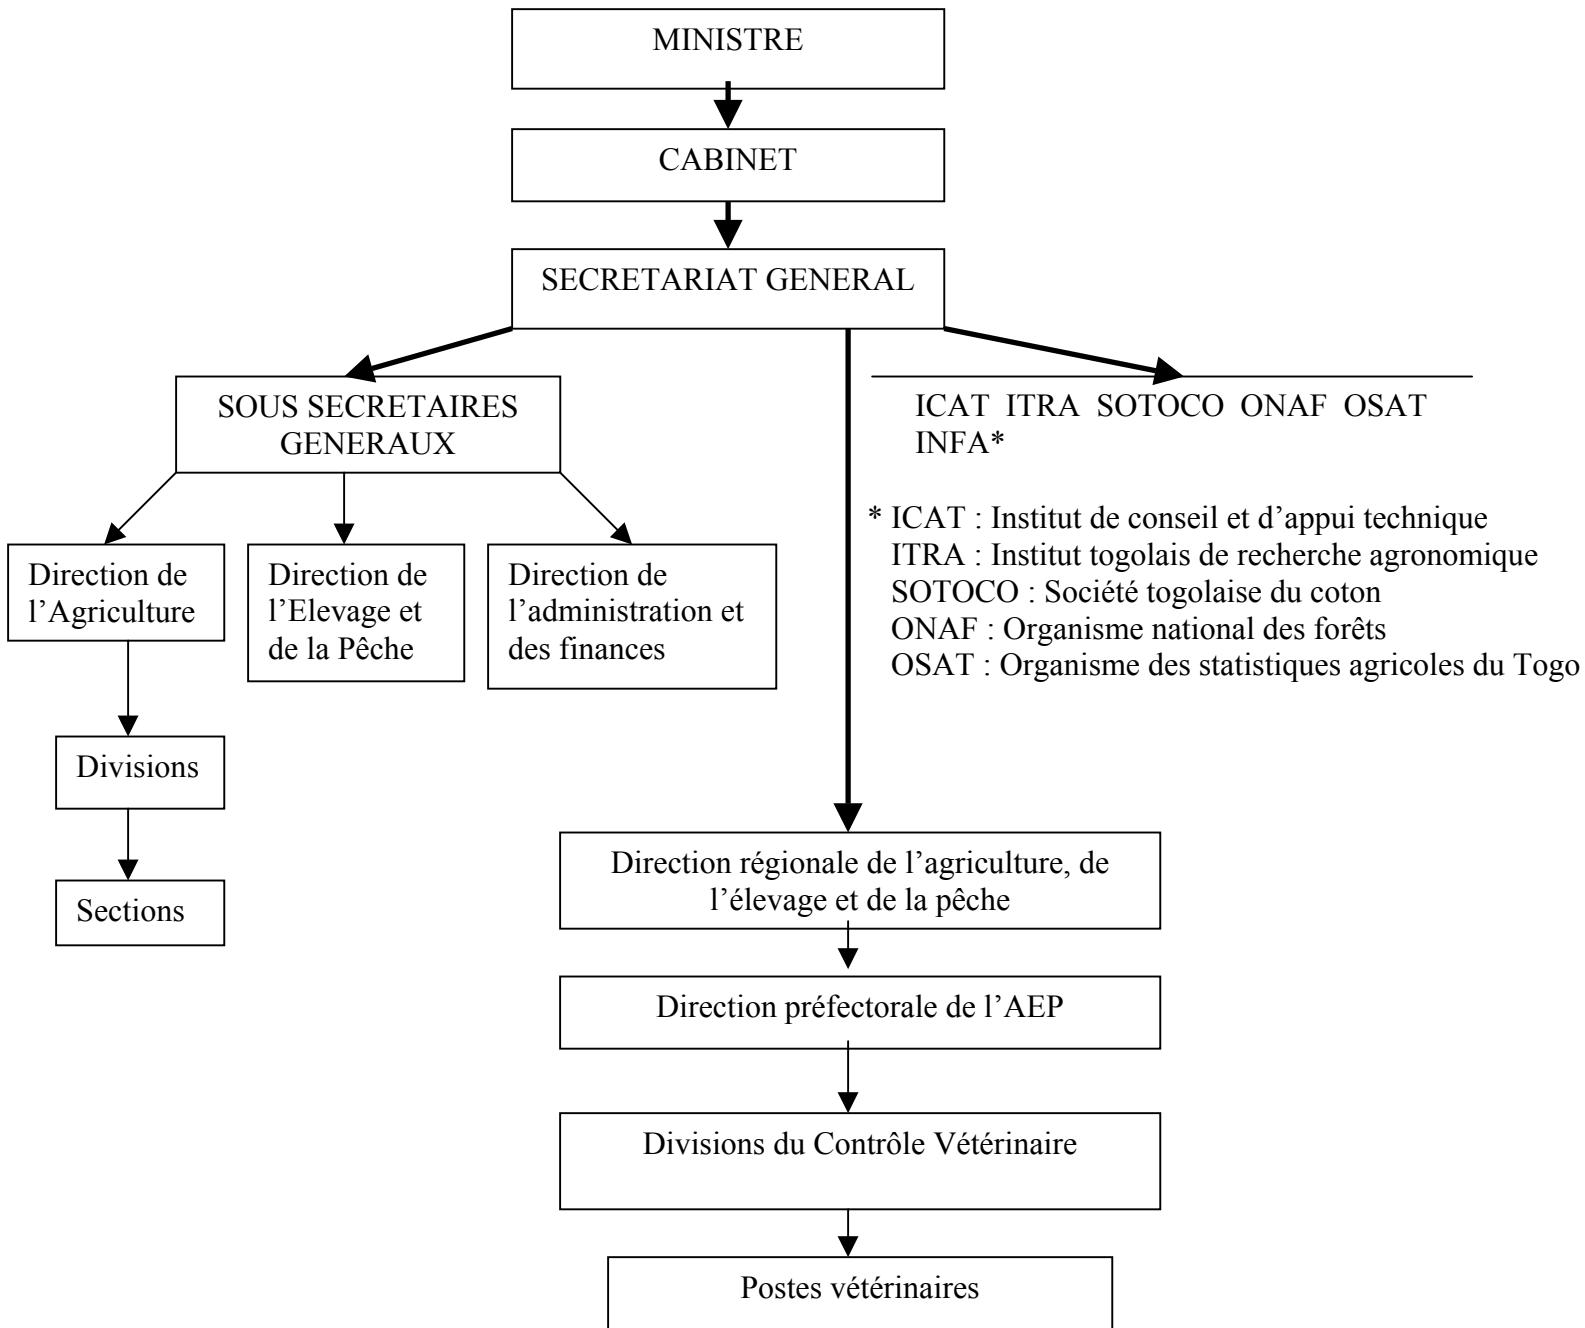 MINISTRE
CABINET
SECRETARIAT GENERAL
SOUS SECRETAIRES
GENERAUX
ICAT ITRA SOTOCO ONAF OSAT
INFA*
* ICAT : Institut de conseil et d’appui technique
ITRA : Institut togolais de recherche agronomique
SOTOCO : Société togolaise du coton
ONAF : Organisme national des forêts
OSAT : Organisme des statistiques agricoles du Togo
Direction de
l’Agriculture
Direction de
l’Elevage et
de la Pêche
Direction de
l’administration et
des finances
Divisions
Sections
Direction régionale de l’agriculture, de
l’élevage et de la pêche
Direction préfectorale de l’AEP
Divisions du Contrôle Vétérinaire
Postes vétérinaires